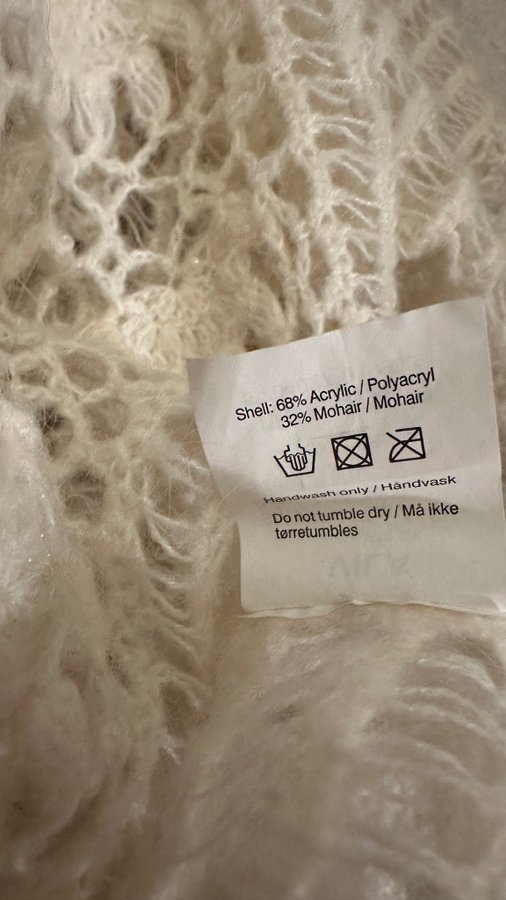 Shell: 68% Acrylic / Polyacryl
32% Mohair / Mohair
Handwash only / Håndvask
Do not tumble dry / Må ikke
tørretumbles